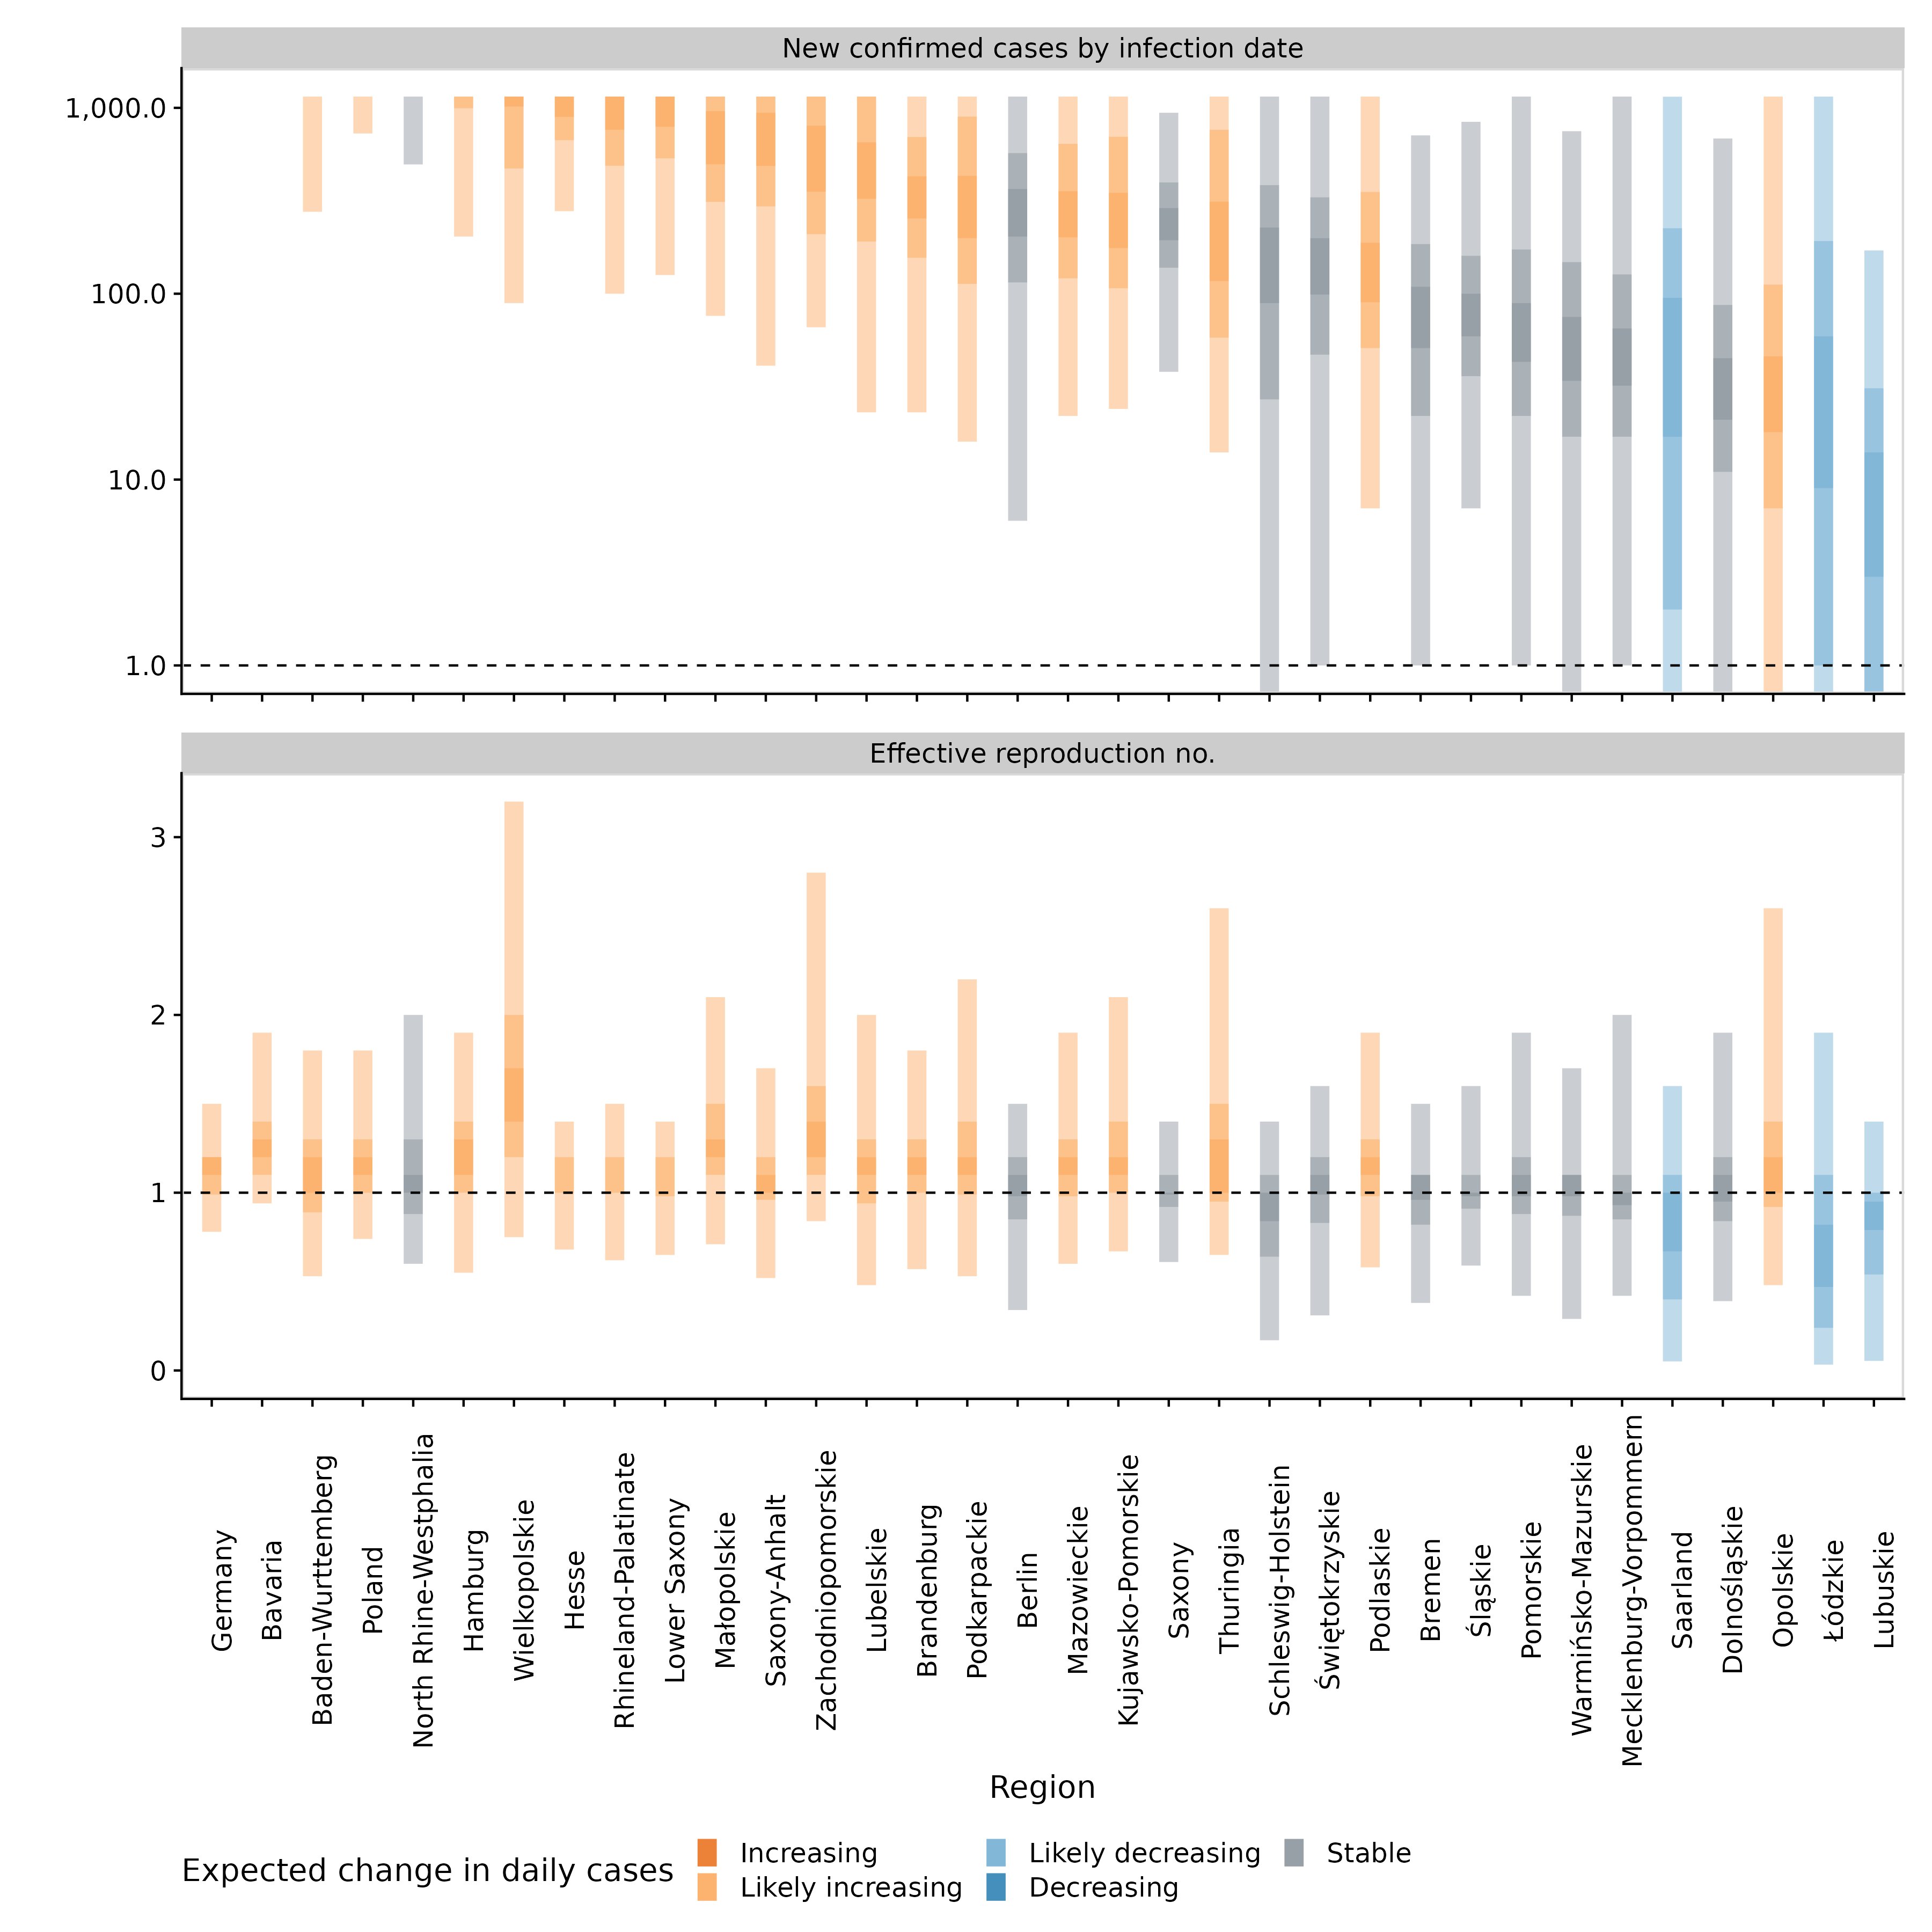 New confirmed cases by infection date
1,000.0
100.0
10.0
1.0
Effective reproduction no.
3
2
1
0
Germany
Bavaria
Baden-Wurttemberg
Poland
North Rhine-Westphalia
Hamburg
Wielkopolskie
Hesse
Rhineland-Palatinate
Lower Saxony
Małopolskie
Saxony-Anhalt
Zachodniopomorskie
Lubelskie
Brandenburg
Podkarpackie
Berlin
Mazowieckie
Kujawsko-Pomorskie
Saxony
Thuringia
Schleswig-Holstein
Świętokrzyskie
Podlaskie
Bremen
Śląskie
Pomorskie
Warmińsko-Mazurskie
Mecklenburg-Vorpommern
Saarland
Dolnośląskie
Opolskie
Łódzkie
Lubuskie
Region
Expected change in daily cases
Increasing
Likely increasing
Likely decreasing
Decreasing
Stable